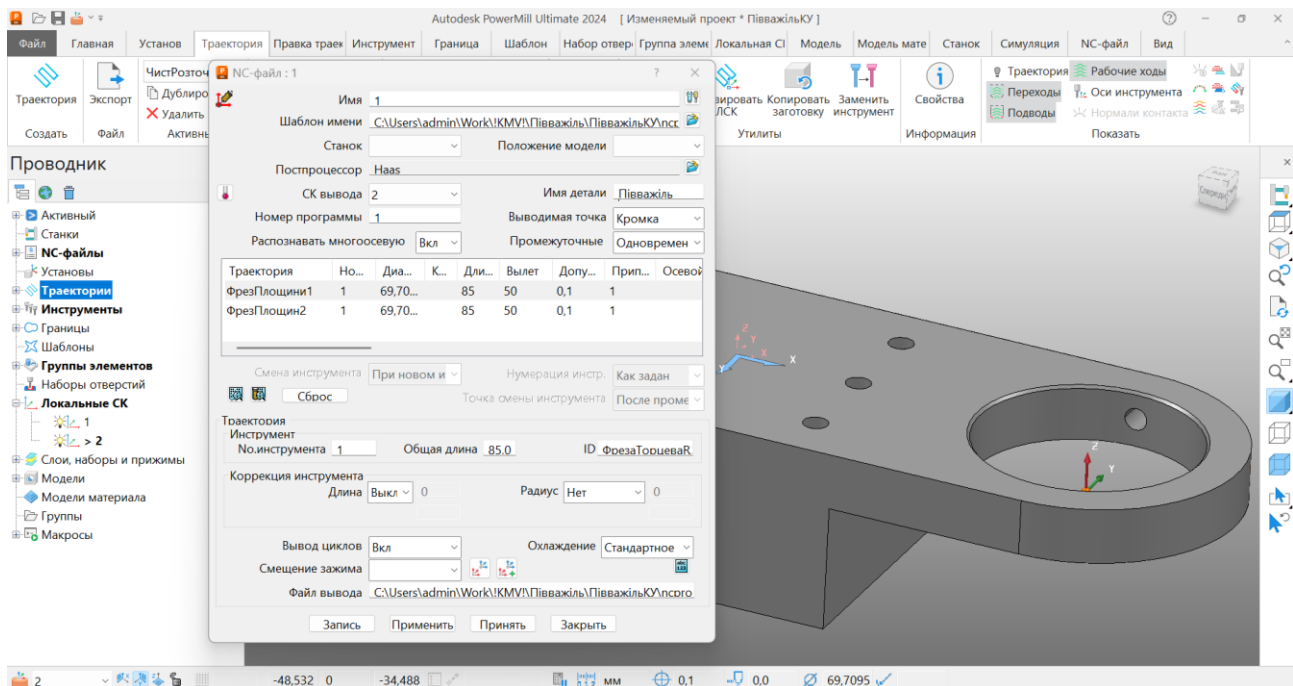 Autodesk PowerMill Ultimate 2024 [ Изменяемый проект * ПівважільКУ ]
Файл Главная Установ Траектория Правка траек Инструмент Граница Шаблон Набор отвер Группа элеме Локальная СІ Модель Модель мате Станок Симуляция NC-файл Вид
Траектория Экспорт
ЧистРозточ
Дублиро
Удалить
Создать Файл Активнь
ировать Копировать Заменить
ЛСК заготовку инструмент
Утилиты
Свойства
Информация
Траектория Рабочие ходы
Переходы Оси инструмента
Подводы Нормали контакта
Показать
Проводник
Активный
Станки
NC-файлы
Установы
Траектории
Инструменты
Границы
Шаблоны
Группы элементов
Наборы отверстий
Локальные СК
1
> 2
Слои, наборы и прижимы
Модели
Модели материала
Группы
Макросы
NC-файл : 1
Имя 1
Шаблон имени C:\Users\admin\Work\!KMV!\Півважіль\ПівважільКУ\ncг
Станок Положение модели
Постпроцессор Haas
СК вывода 2 Имя детали Півважіль
Номер программы 1 Выводимая точка Кромка
Распознавать многоосевую Вкл Промежуточные Одновремен
Траектория Но... Диа... К... Дли... Вылет Допу... Прип... Осевой
ФрезПлощини1 1 69,70... 85 50 0,1 1
ФрезПлощин2 1 69,70... 85 50 0,1 1
Смена инструмента При новом и Нумерация инстр. Как задан
Сброс Точка смены инструмента После проме
Траектория
Инструмент
No.инструмента 1 Общая длина 85.0 ID ФрезаТорцеваR
Коррекция инструмента
Длина Выкл 0 Радиус Нет 0
Вывод циклов Вкл Охлаждение Стандартное
Смещение зажима
Файл вывода C:\Users\admin\Work\!KMV!\Півважіль\ПівважільКУ\ncpro
Запись Применить Принять Закрыть
Z
Y
X
X
Y
Z
Y
Спереди
2 -48,532 0 -34,488 мм 0,1 0,0 69,7095